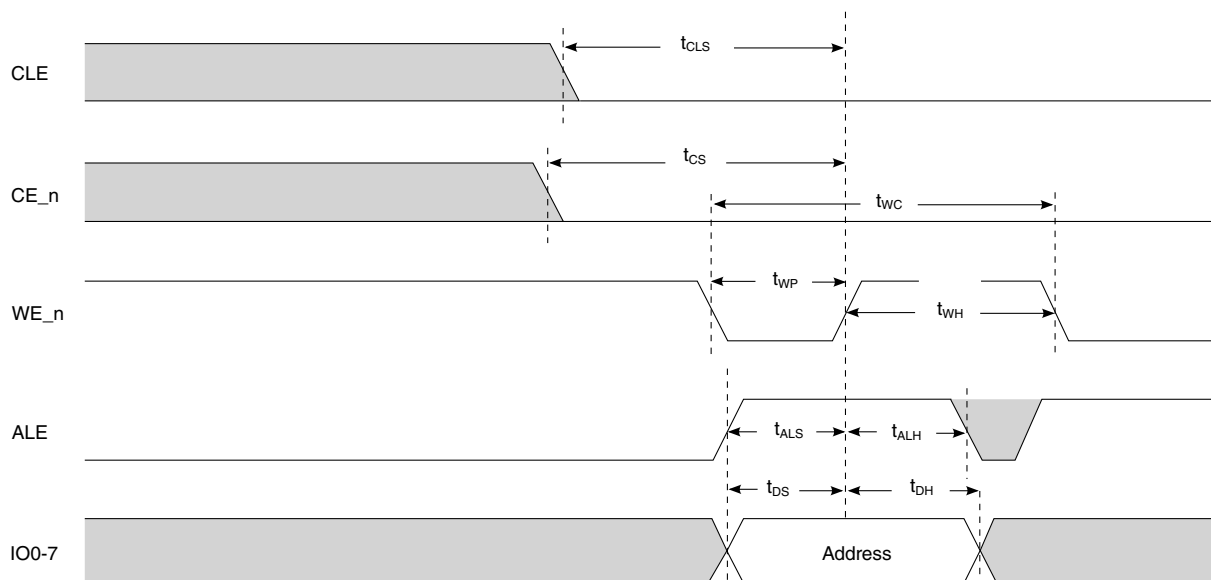 CLE
tCLS
CE_n
tCS
tWC
WE_n
tWP
tWH
ALE
tALS
tALH
tDS
tDH
IO0-7
Address